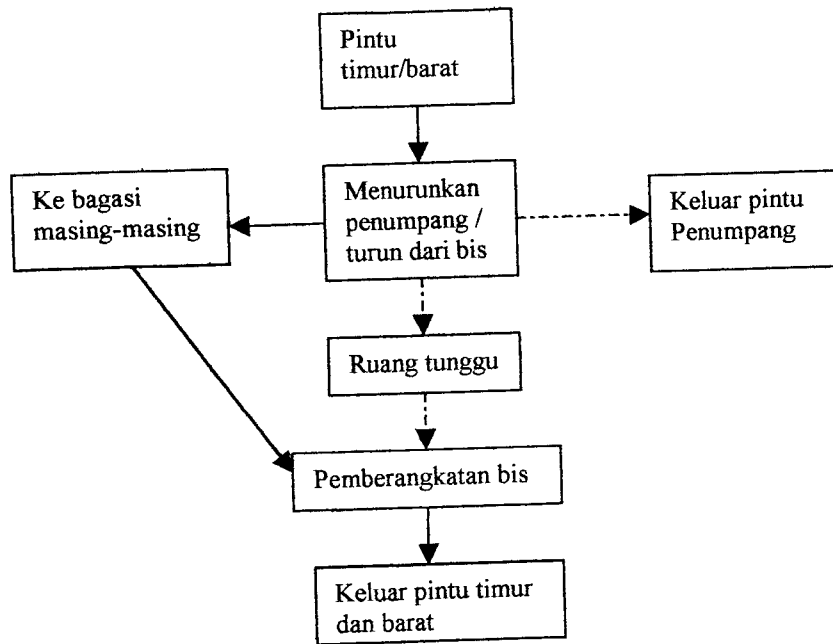 Pintu
timur/barat
Ke bagasi
masing-masing
Menurunkan
penumpang /
turun dari bis
Keluar pintu
Penumpang
Ruang tunggu
Pemberangkatan bis
Keluar pintu timur
dan barat